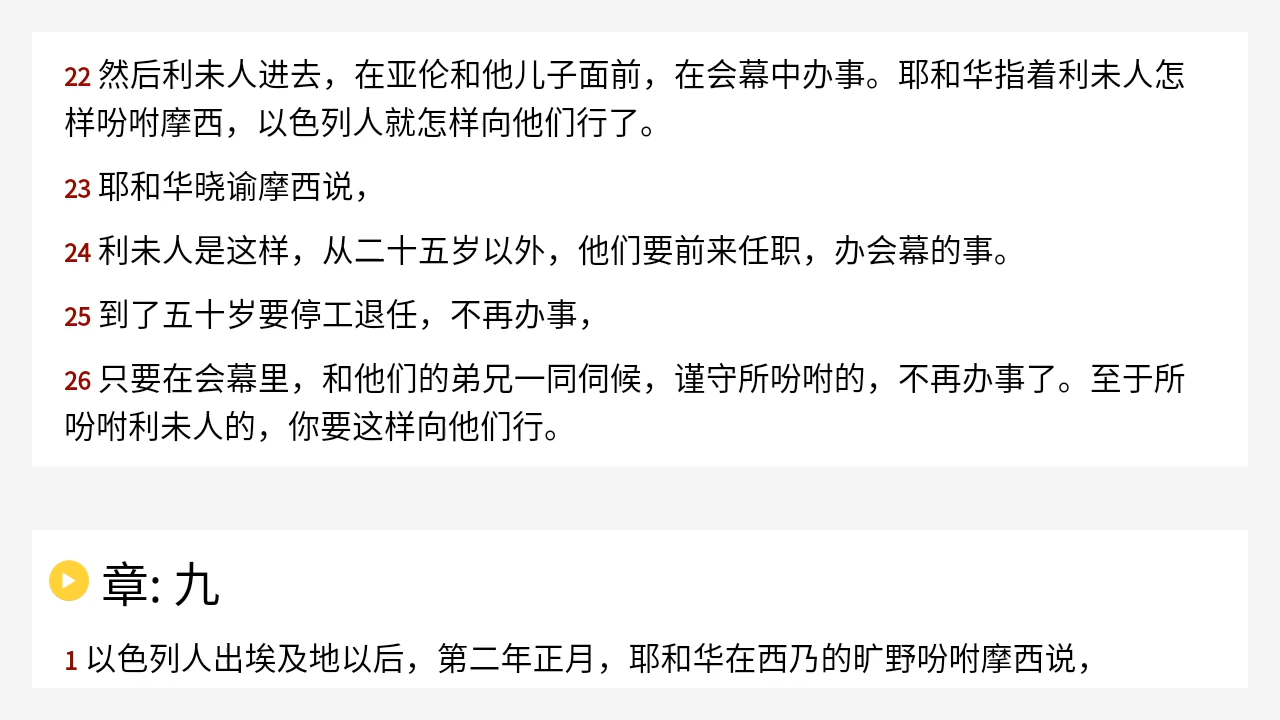 22 然后利未人进去，在亚伦和他儿子面前，在会幕中办事。耶和华指着利未人怎
样吩咐摩西，以色列人就怎样向他们行了。
23 耶和华晓谕摩西说，
24 利未人是这样，从二十五岁以外，他们要前来任职，办会幕的事。
25 到了五十岁要停工退任，不再办事，
26 只要在会幕里，和他们的弟兄一同伺候，谨守所吩咐的，不再办事了。至于所
吩咐利未人的，你要这样向他们行。
章: 九
1 以色列人出埃及地以后，第二年正月，耶和华在西乃的旷野吩咐摩西说，